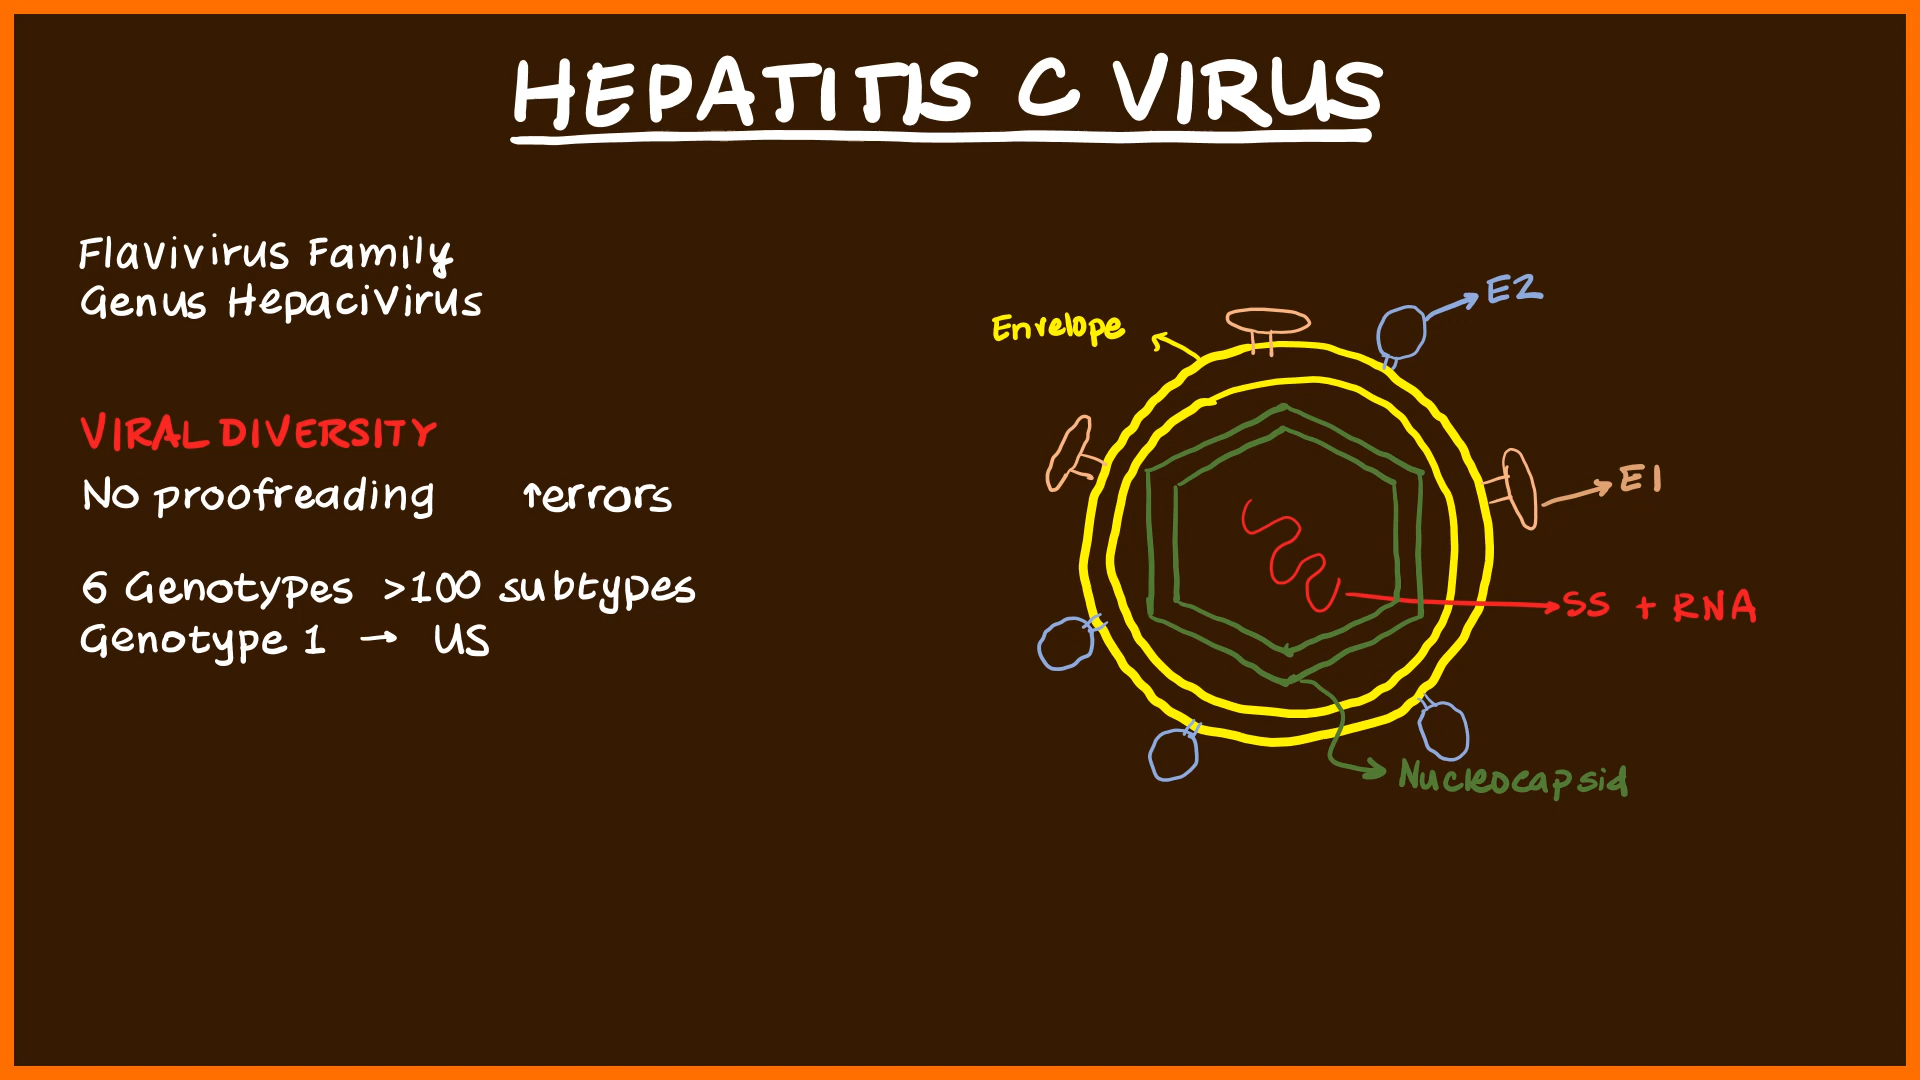 HEPATITIS C VIRUS
Flavivirus Family
Genus Hepacivirus
VIRAL DIVERSITY
No proofreading ↑errors
6 Genotypes >100 subtypes
Genotype 1 → US
Envelope
E2
E1
SS + RNA
Nucleocapsid